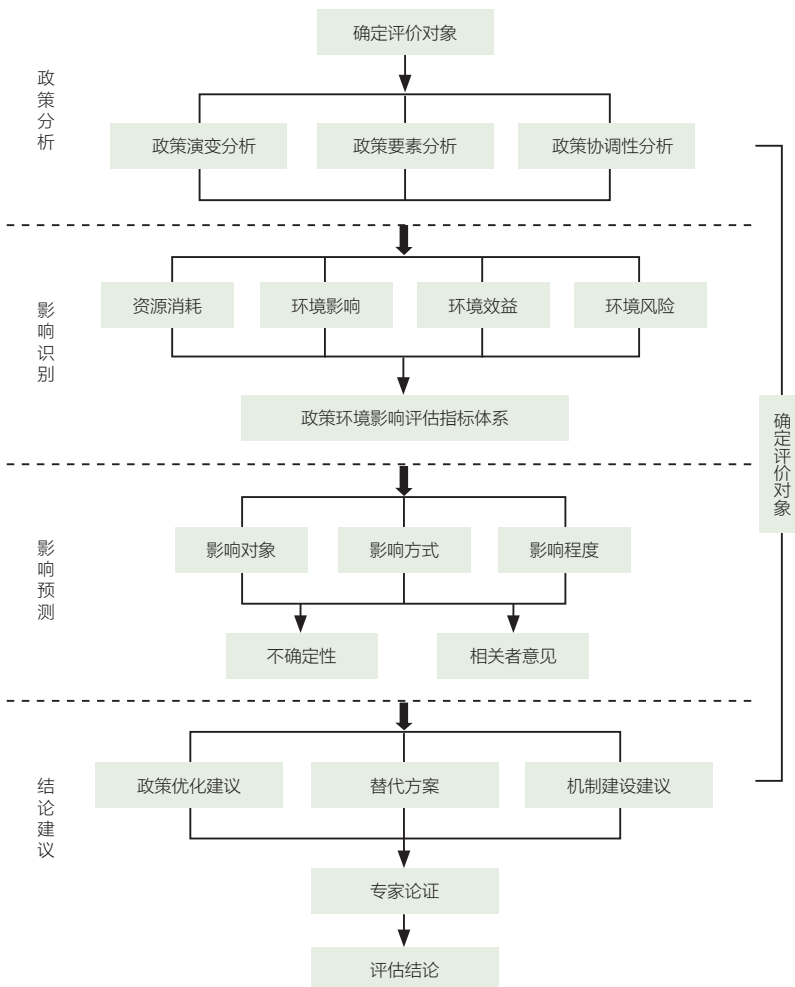 确定评价对象
政策分析
政策演变分析
政策要素分析
政策协调性分析
影响识别
资源消耗
环境影响
环境效益
环境风险
政策环境影响评估指标体系
确定评价对象
影响预测
影响对象
影响方式
影响程度
不确定性
相关者意见
结论建议
政策优化建议
替代方案
机制建设建议
专家论证
评估结论